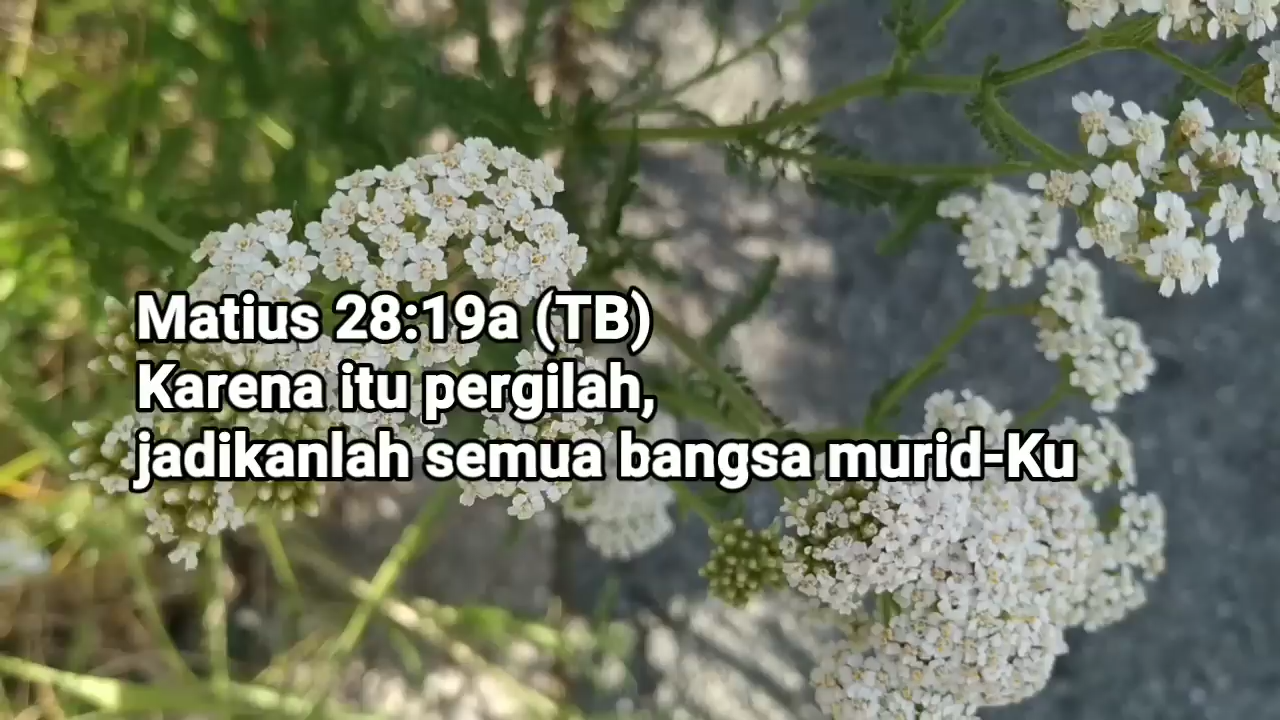 Matius 28:19a (TB)
Karena itu pergilah,
jadikanlah semua bangsa murid-Ku